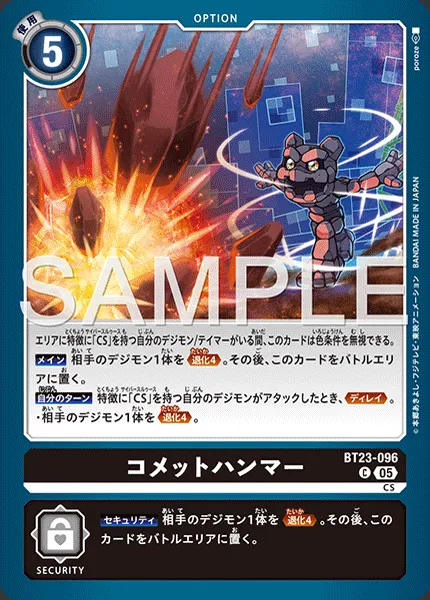 使用
5
OPTION
poroze
SAMPLE
©本郷あきよし・フジテレビ・東映アニメーション BANDAI MADE IN JAPAN
エリアに特徴に「CS」を持つ自分のデジモン/テイマーがいる間、このカードは色条件を無視できる。
メイン 相手のデジモン1体を 退化4 。その後、このカードをバトルエリ
アに置く。
自分のターン 特徴に「CS」を持つ自分のデジモンがアタックしたとき、 ディレイ 。
・相手のデジモン1体を 退化4 。
コメットハンマー
BT23-096
C 05
CS
セキュリティ 相手のデジモン1体を 退化4 。その後、この
カードをバトルエリアに置く。
SECURITY